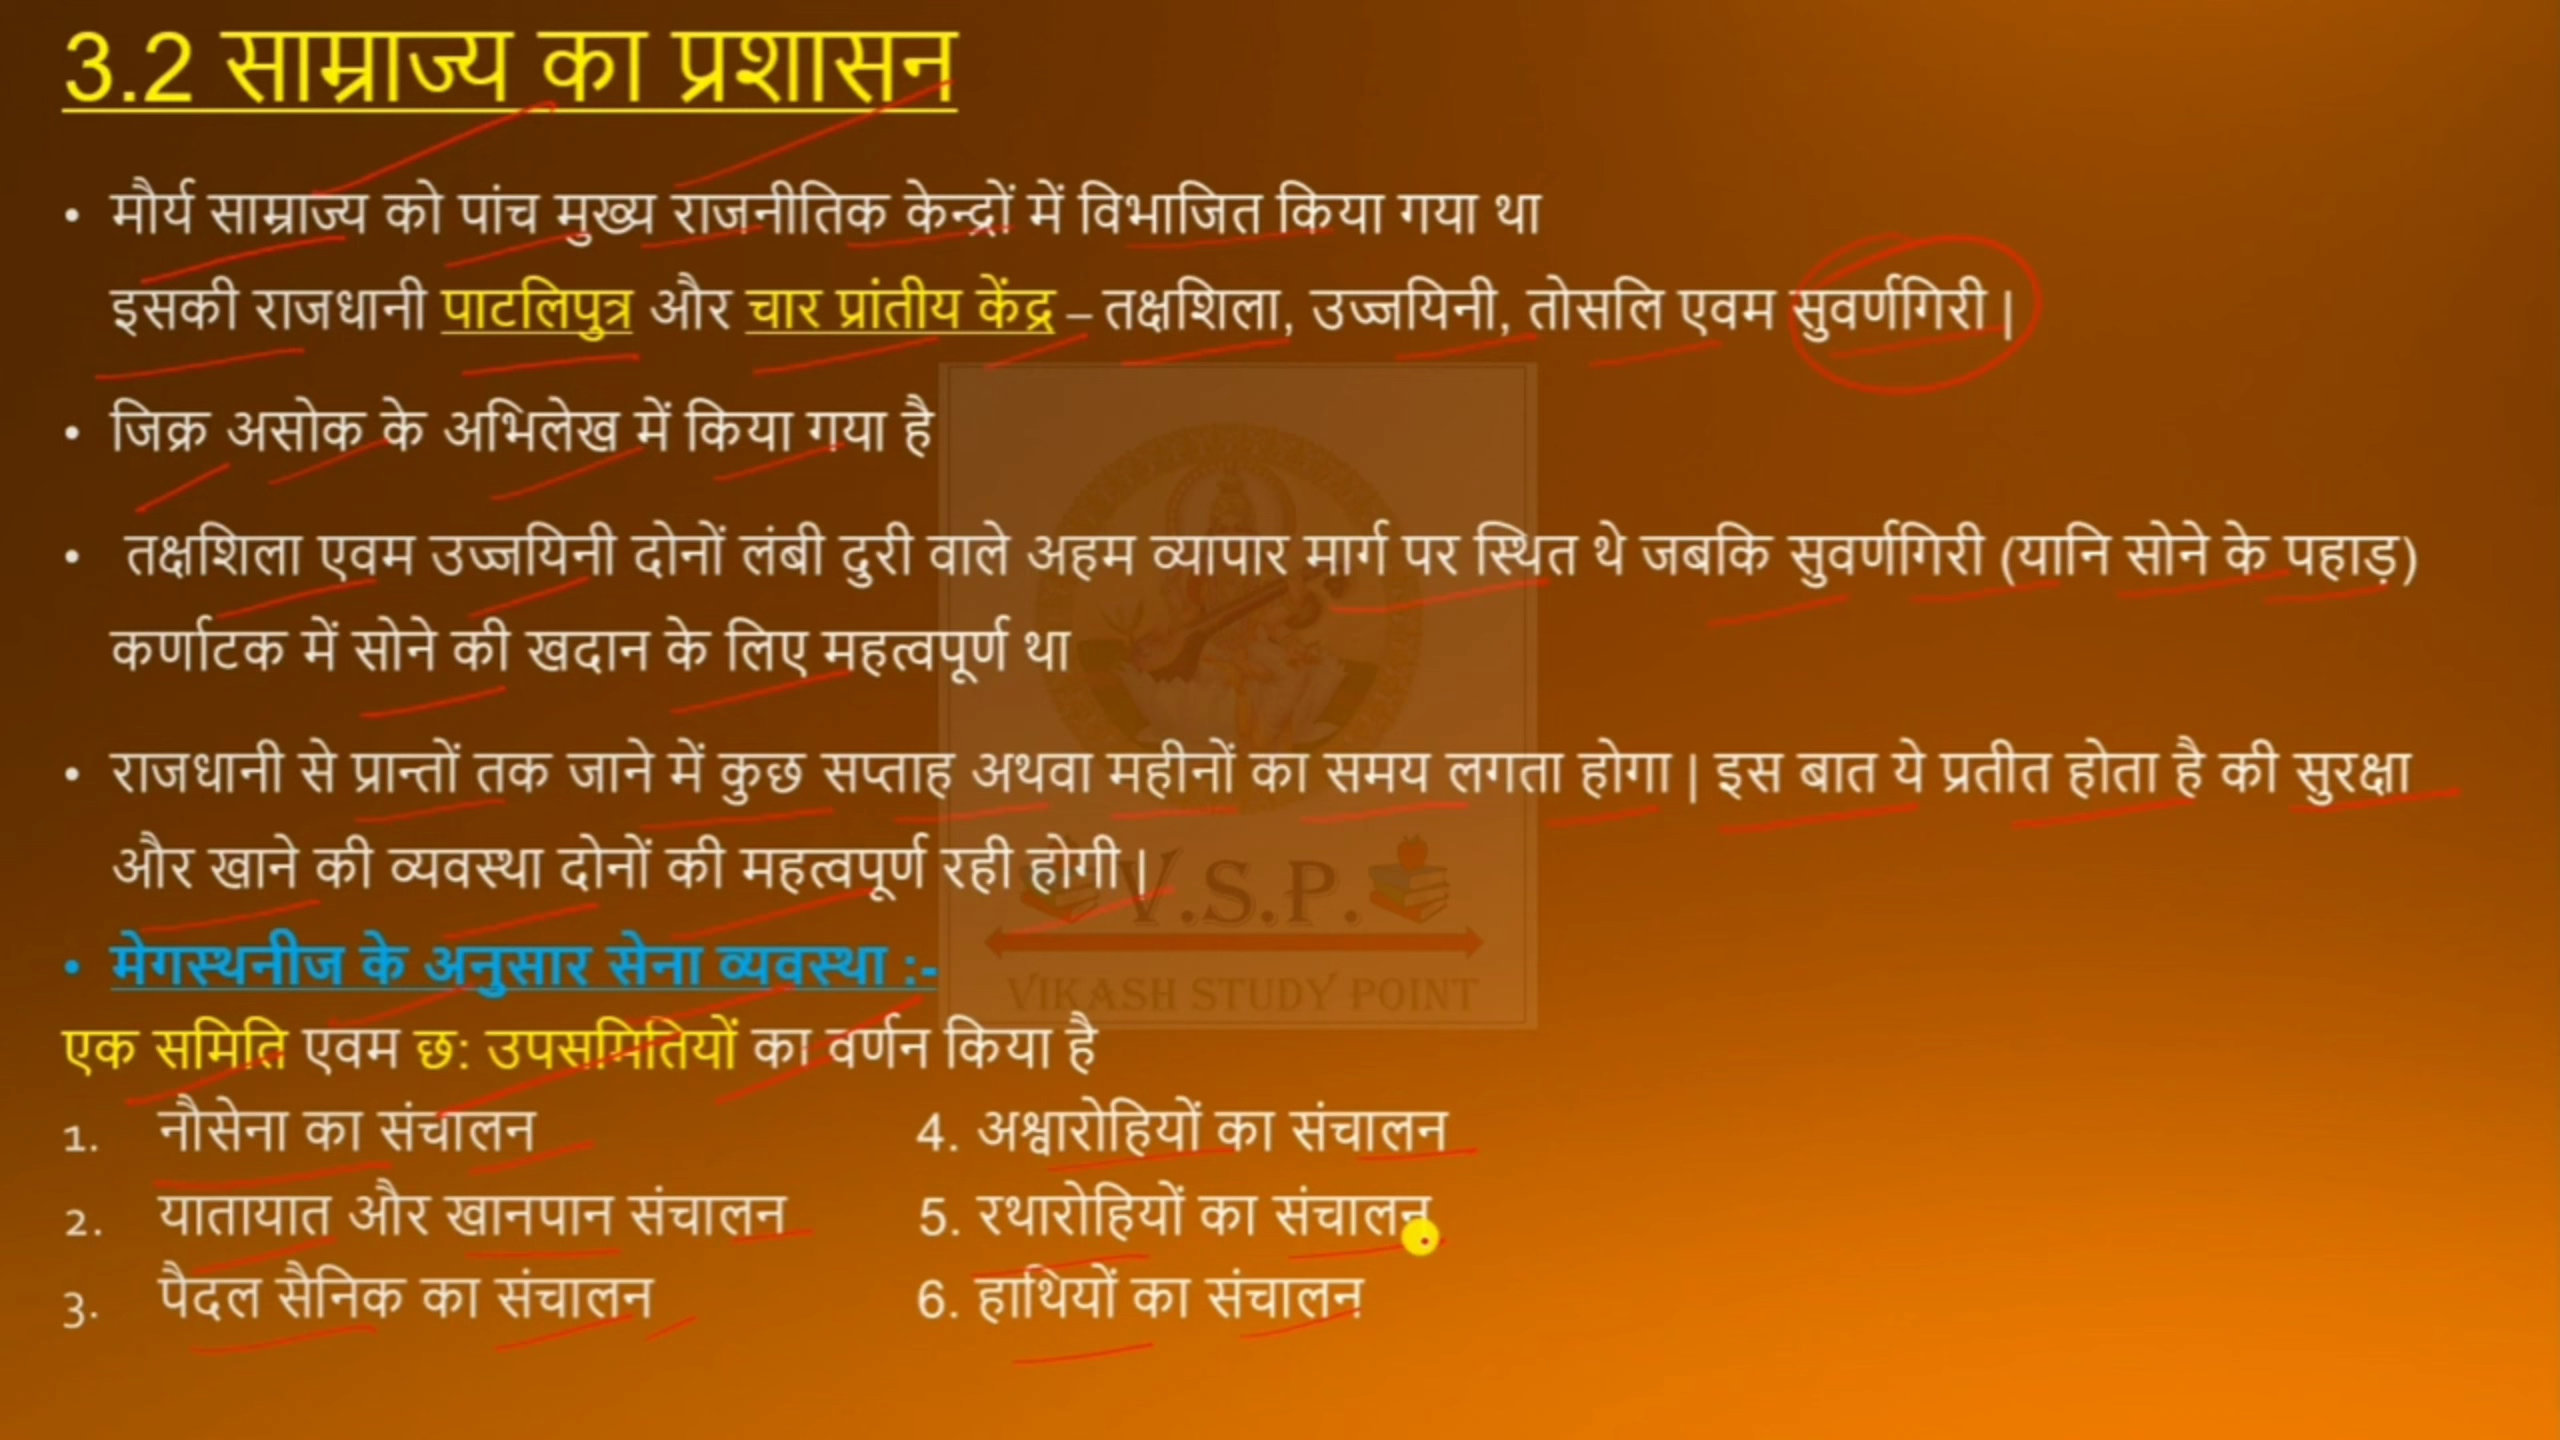 3.2 साम्राज्य का प्रशासन
• मौर्य साम्राज्य को पांच मुख्य राजनीतिक केन्द्रों में विभाजित किया गया था
इसकी राजधानी पाटलिपुत्र और चार प्रांतीय केंद्र – तक्षशिला, उज्जयिनी, तोसलि एवम सुवर्णगिरी |
• जिक्र असोक के अभिलेख में किया गया है
• तक्षशिला एवम उज्जयिनी दोनों लंबी दुरी वाले अहम व्यापार मार्ग पर स्थित थे जबकि सुवर्णगिरी (यानि सोने के पहाड़)
कर्णाटक में सोने की खदान के लिए महत्वपूर्ण था
• राजधानी से प्रान्तों तक जाने में कुछ सप्ताह अथवा महीनों का समय लगता होगा | इस बात ये प्रतीत होता है की सुरक्षा
और खाने की व्यवस्था दोनों की महत्वपूर्ण रही होगी |
• मेगस्थनीज के अनुसार सेना व्यवस्था :-
एक समिति एवम छ: उपसमितियों का वर्णन किया है
1. नौसेना का संचालन
2. यातायात और खानपान संचालन
3. पैदल सैनिक का संचालन
4. अश्वारोहियों का संचालन
5. रथारोहियों का संचालन
6. हाथियों का संचालन
V.S.P.
VIKASH STUDY POINT